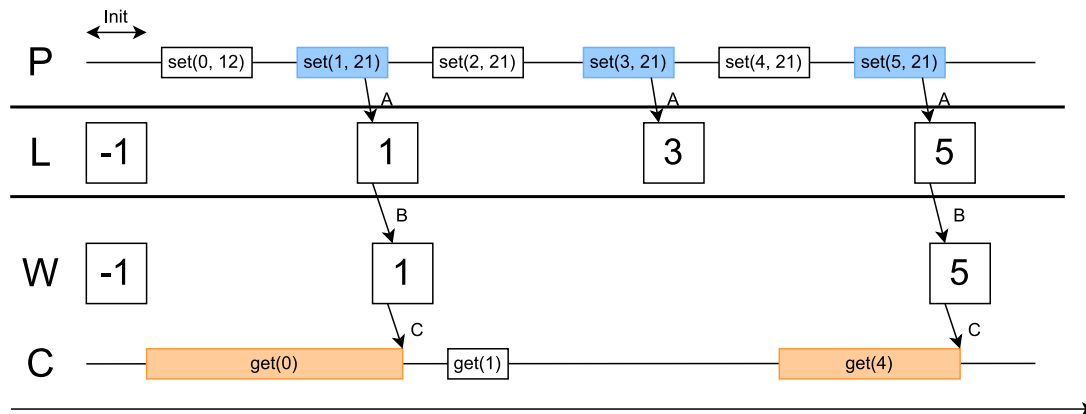 Init
P
set(0, 12)
set(1, 21)
set(2, 21)
set(3, 21)
set(4, 21)
set(5, 21)
A
A
A
L
-1
1
3
5
B
B
W
-1
1
5
C
C
C
get(0)
get(1)
get(4)